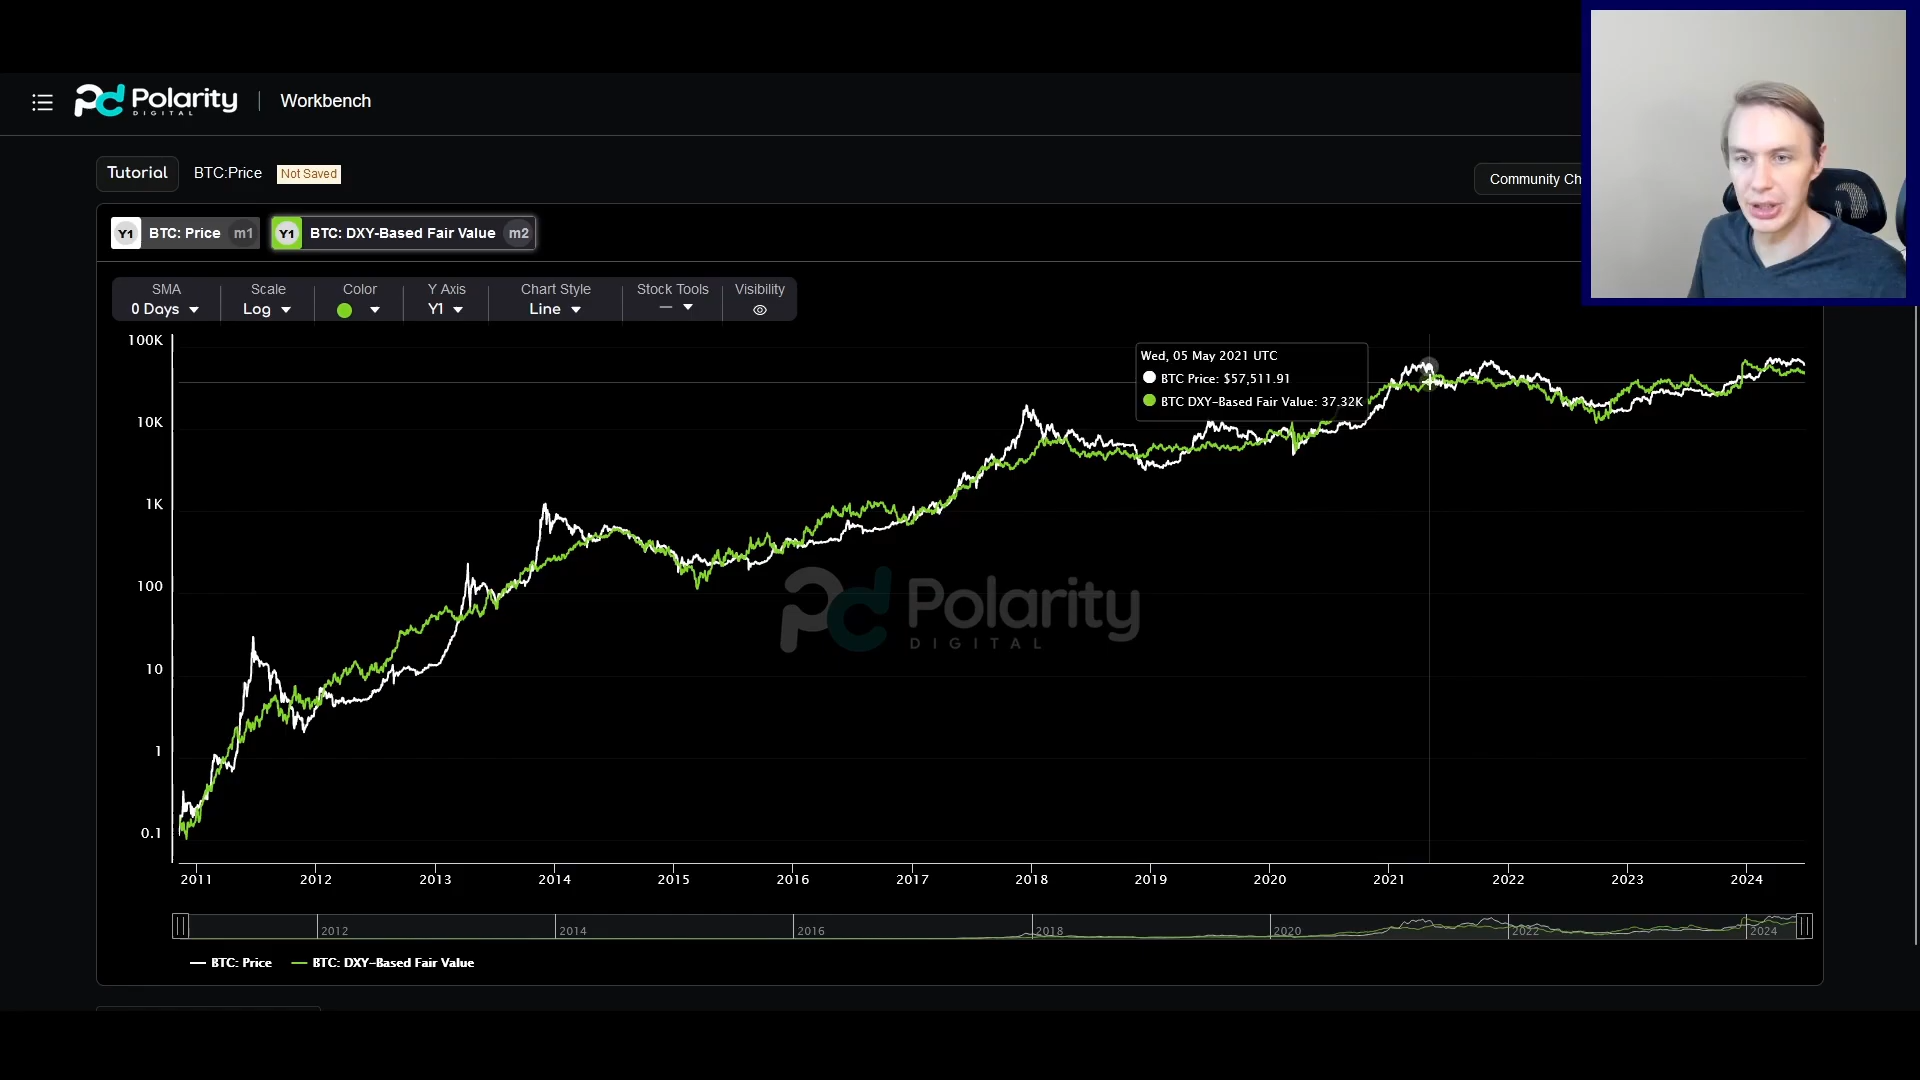 Polarity
DIGITAL
Workbench
Tutorial
BTC:Price
Not Saved
Community Ch
Y1 BTC: Price m1
Y1 BTC: DXY-Based Fair Value m2
SMA
0 Days
Scale
Log
Color
Y Axis
Y1
Chart Style
Line
Stock Tools
—
Visibility
100K
10K
1K
100
10
1
0.1
Wed, 05 May 2021 UTC
BTC Price: $57,511.91
BTC DXY-Based Fair Value: 37.32K
Polarity
DIGITAL
2011 2012 2013 2014 2015 2016 2017 2018 2019 2020 2021 2022 2023 2024
2012 2014 2016 2018 2020 2022 2024
BTC: Price
BTC: DXY-Based Fair Value